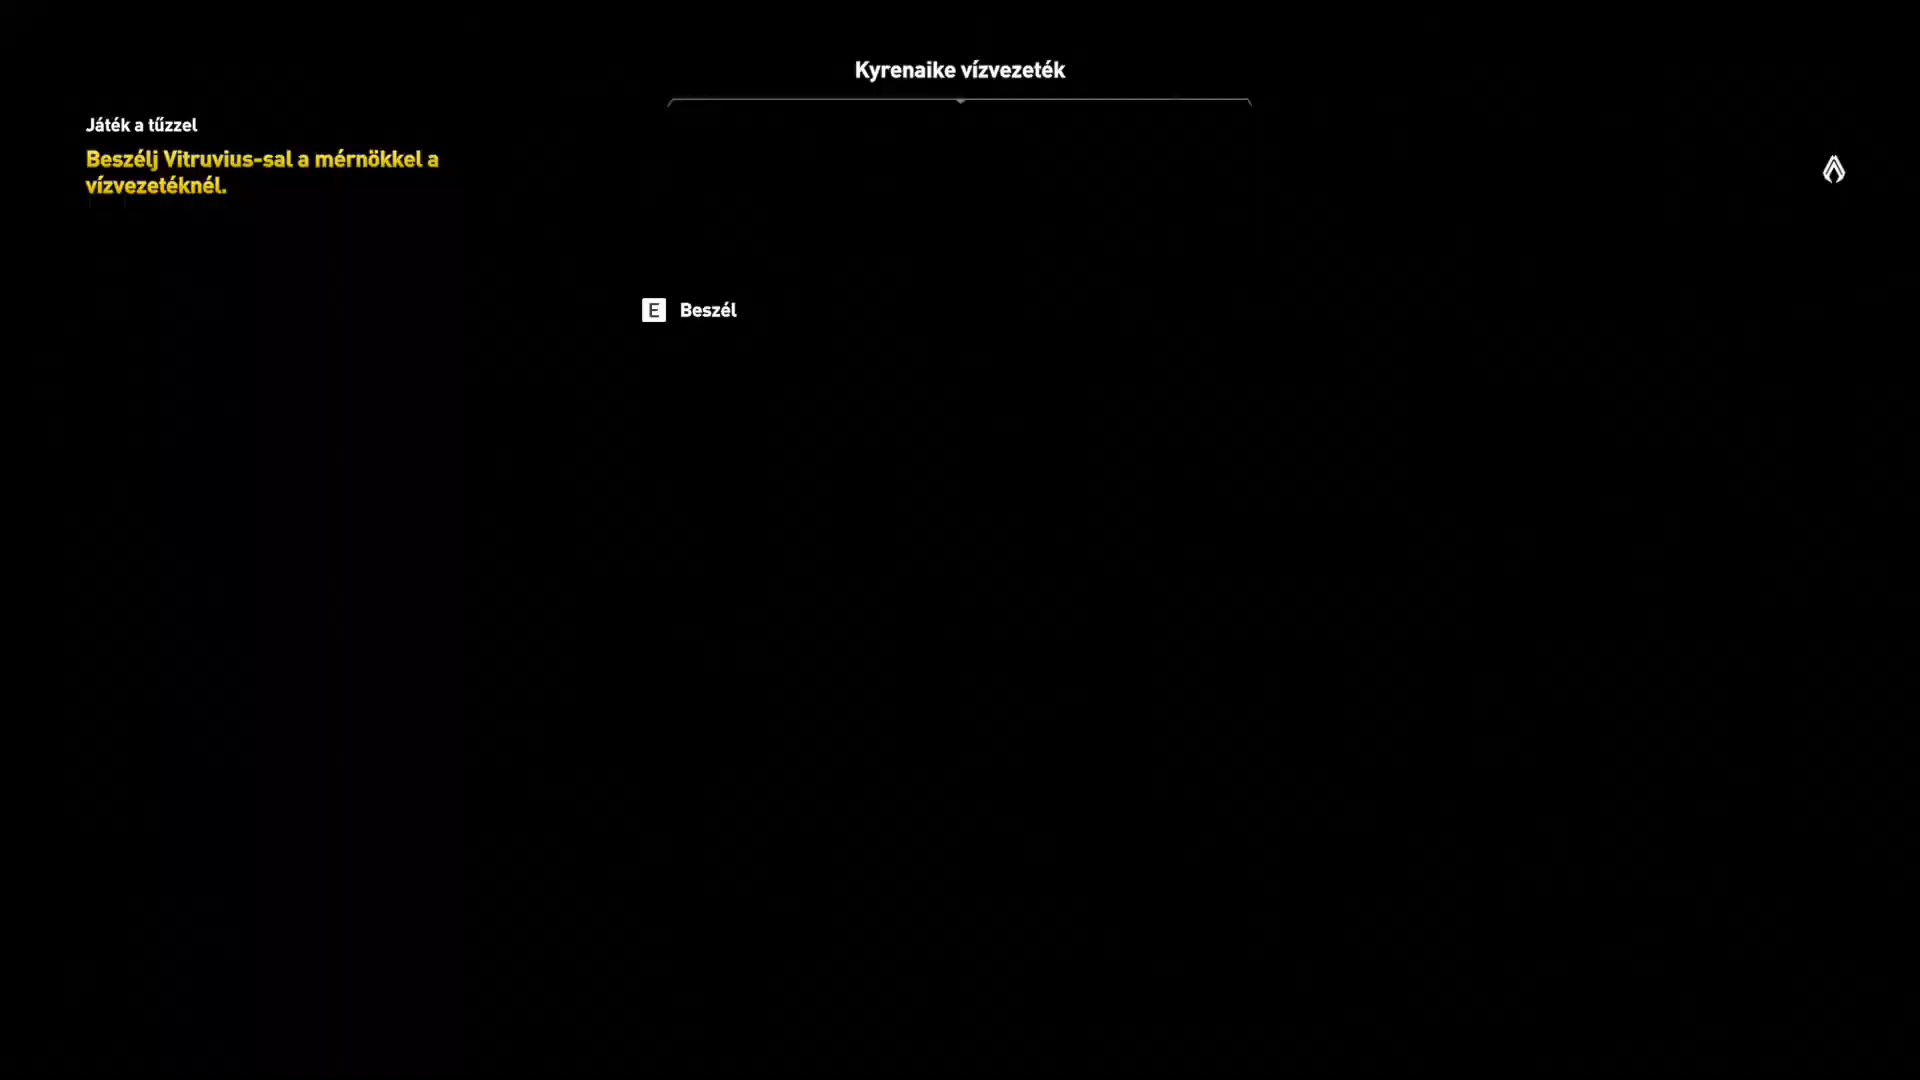 Kyrenaike vízvezeték
Játék a tűzzel
Beszélj Vitruvius-sal a mérnökkel a
vízvezetéknél.
E Beszél